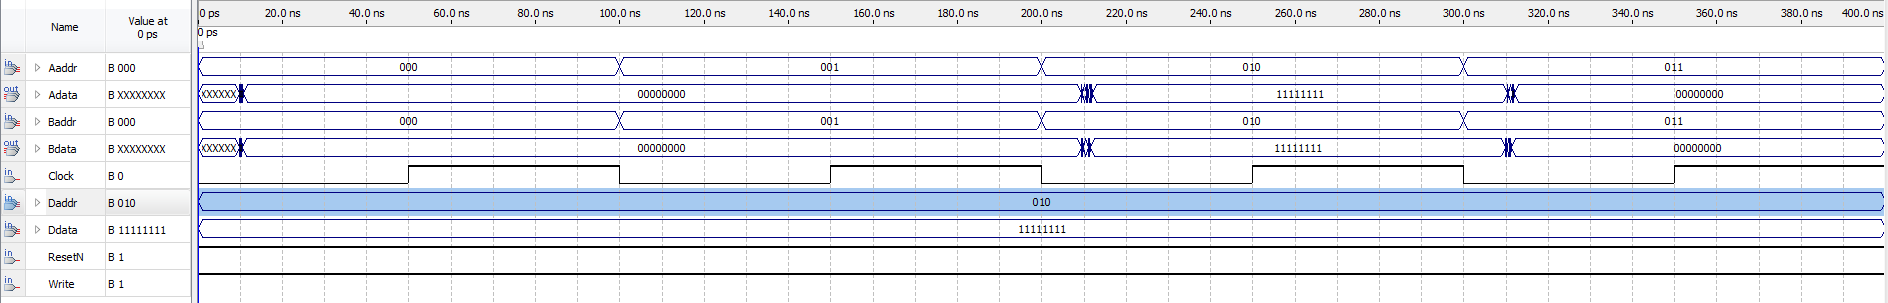 Name Value at 0 ps 0 ps 20.0 ns 40.0 ns 60.0 ns 80.0 ns 100.0 ns 120.0 ns 140.0 ns 160.0 ns 180.0 ns 200.0 ns 220.0 ns 240.0 ns 260.0 ns 280.0 ns 300.0 ns 320.0 ns 340.0 ns 360.0 ns 380.0 ns 400.0 ns
0 ps
in Aaddr B 000 000 001 010 011
out Adata B XXXXXXXX XXXXXX 00000000 11111111 00000000
in Baddr B 000 000 001 010 011
out Bdata B XXXXXXXX XXXXXX 00000000 11111111 00000000
in Clock B 0
in Daddr B 010 010
in Ddata B 11111111 11111111
in ResetN B 1
in Write B 1